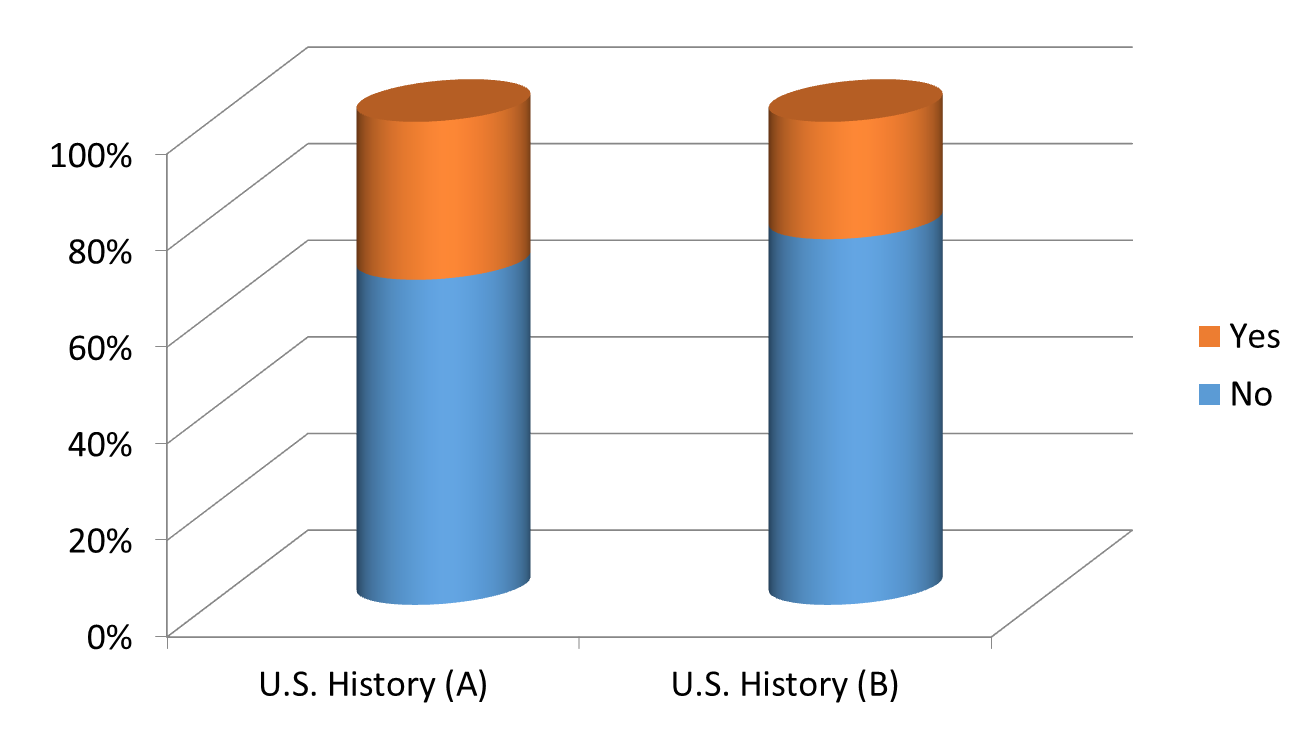 100%
80%
60%
40%
20%
0%
U.S. History (A)
U.S. History (B)
Yes
No